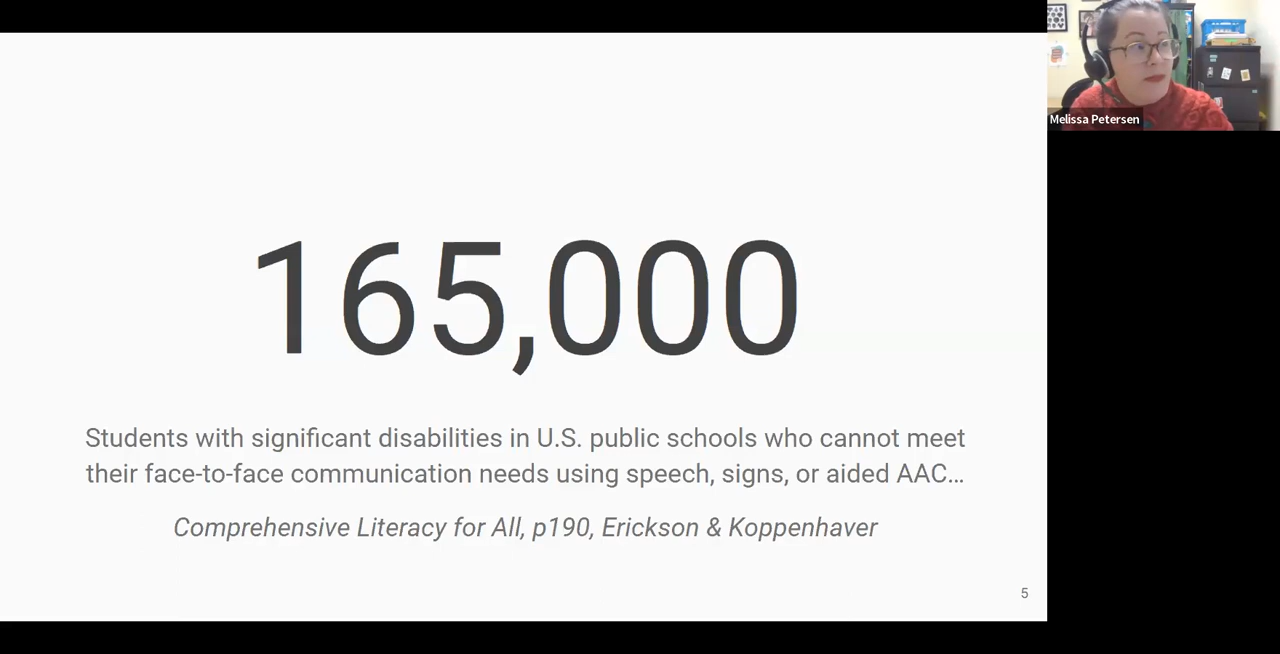 165,000
Students with significant disabilities in U.S. public schools who cannot meet
their face-to-face communication needs using speech, signs, or aided AAC...
Comprehensive Literacy for All, p190, Erickson & Koppenhaver
5
Melissa Petersen